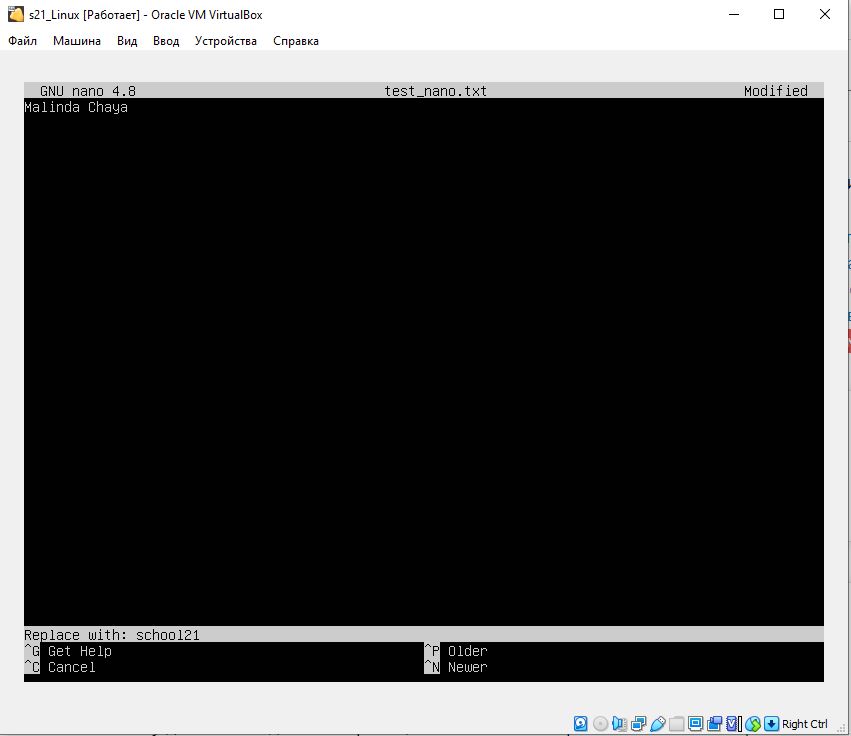 s21_Linux [Работает] - Oracle VM VirtualBox
Файл Машина Вид Ввод Устройства Справка
GNU nano 4.8 test_nano.txt Modified
Malinda Chaya
Replace with: school21
^G Get Help ^P Older
^C Cancel ^N Newer
Right Ctrl